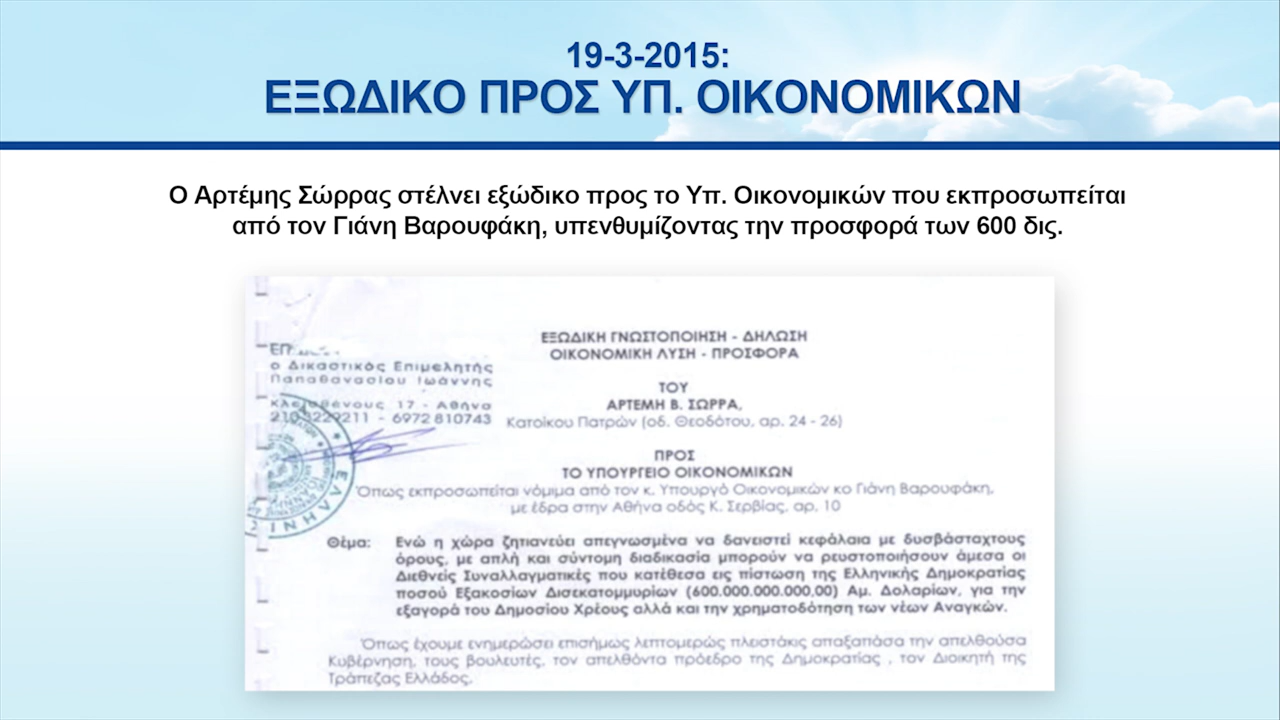 19-3-2015:
ΕΞΩΔΙΚΟ ΠΡΟΣ ΥΠ. ΟΙΚΟΝΟΜΙΚΩΝ
Ο Αρτέμης Σώρρας στέλνει εξώδικο προς το Υπ. Οικονομικών που εκπροσωπείται
από τον Γιάνη Βαρουφάκη, υπενθυμίζοντας την προσφορά των 600 δις.
ΕΞΩΔΙΚΗ ΓΝΩΣΤΟΠΟΙΗΣΗ - ΔΗΛΩΣΗ
ΟΙΚΟΝΟΜΙΚΗ ΛΥΣΗ - ΠΡΟΣΦΟΡΑ
ο Δικαστικός Επιμελητής
Παπαθανασίου Ιωάννης
Κλεισθένους 17 - Αθήνα
2103229211 - 6972 810743
ΤΟΥ
ΑΡΤΕΜΗ Β. ΣΩΡΡΑ,
Κατοίκου Πατρών (οδ. Θεοδότου, αρ. 24 - 26)
ΠΡΟΣ
ΤΟ ΥΠΟΥΡΓΕΙΟ ΟΙΚΟΝΟΜΙΚΩΝ
Όπως εκπροσωπείται νόμιμα από τον κ. Υπουργό Οικονομικών κο Γιάνη Βαρουφάκη,
με έδρα στην Αθήνα οδός Κ. Σερβίας, αρ. 10
Θέμα: Ενώ η χώρα ζητιανεύει απεγνωσμένα να δανειστεί κεφάλαια με δυσβάσταχτους
όρους, με απλή και σύντομη διαδικασία μπορούν να ρευστοποιήσουν άμεσα οι
Διεθνείς Συναλλαγματικές που κατέθεσα εις πίστωση της Ελληνικής Δημοκρατίας
ποσού Εξακοσίων Δισεκατομμυρίων (600.000.000.000,00) Αμ. Δολαρίων, για την
εξαγορά του Δημοσίου Χρέους αλλά και την χρηματοδότηση των νέων Αναγκών.
Όπως έχουμε ενημερώσει επισήμως λεπτομερώς πλειστάκις απαξαπάσα την απελθούσα
Κυβέρνηση, τους βουλευτές, τον απελθόντα πρόεδρο της Δημοκρατίας , τον Διοικητή της
Τράπεζας Ελλάδος,